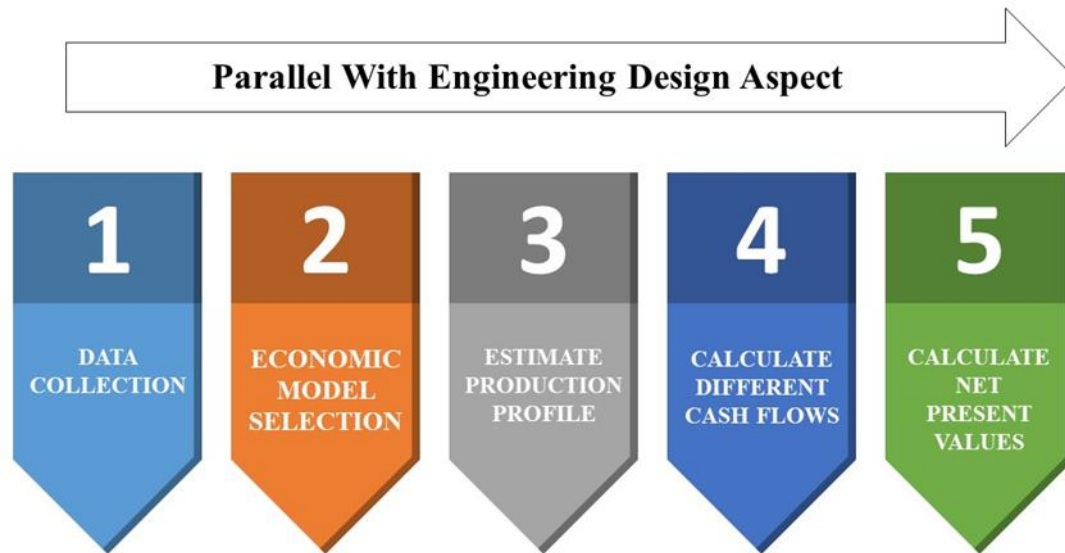 Parallel With Engineering Design Aspect
1
DATA
COLLECTION
2
ECONOMIC
MODEL
SELECTION
3
ESTIMATE
PRODUCTION
PROFILE
4
CALCULATE
DIFFERENT
CASH FLOWS
5
CALCULATE
NET
PRESENT
VALUES